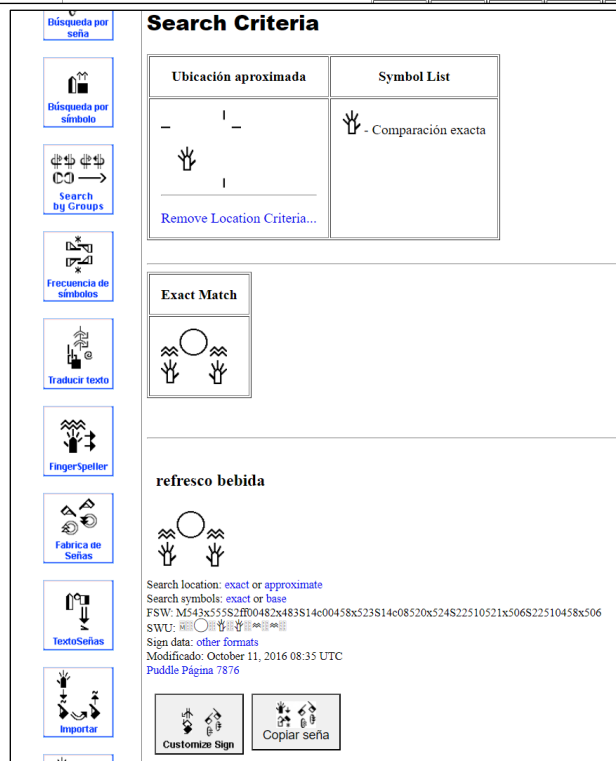 Búsqueda por
seña
Búsqueda por
símbolo
Search
by Groups
Frecuencia de
símbolos
Traducir texto
FingerSpeller
Fabrica de
Señas
TextoSeñas
Importar
Search Criteria
Ubicación aproximada
Symbol List
- Comparación exacta
Remove Location Criteria...
Exact Match
refresco bebida
Search location: exact or approximate
Search symbols: exact or base
FSW: M543x555S2ff00482x483S14c00458x523S14c08520x524S22510521x506S22510458x506
SWU:
Sign data: other formats
Modificado: October 11, 2016 08:35 UTC
Puddle Página 7876
Customize Sign
Copiar seña